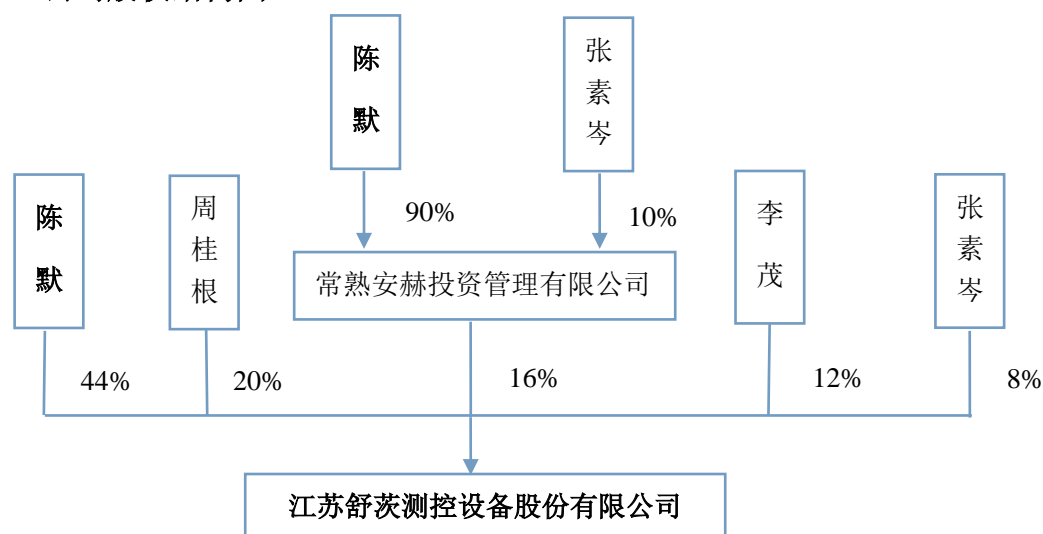 陈默
张素岑
陈默
周桂根
90%
10%
李茂
张素岑
常熟安赫投资管理有限公司
44%
20%
16%
12%
8%
江苏舒茨测控设备股份有限公司